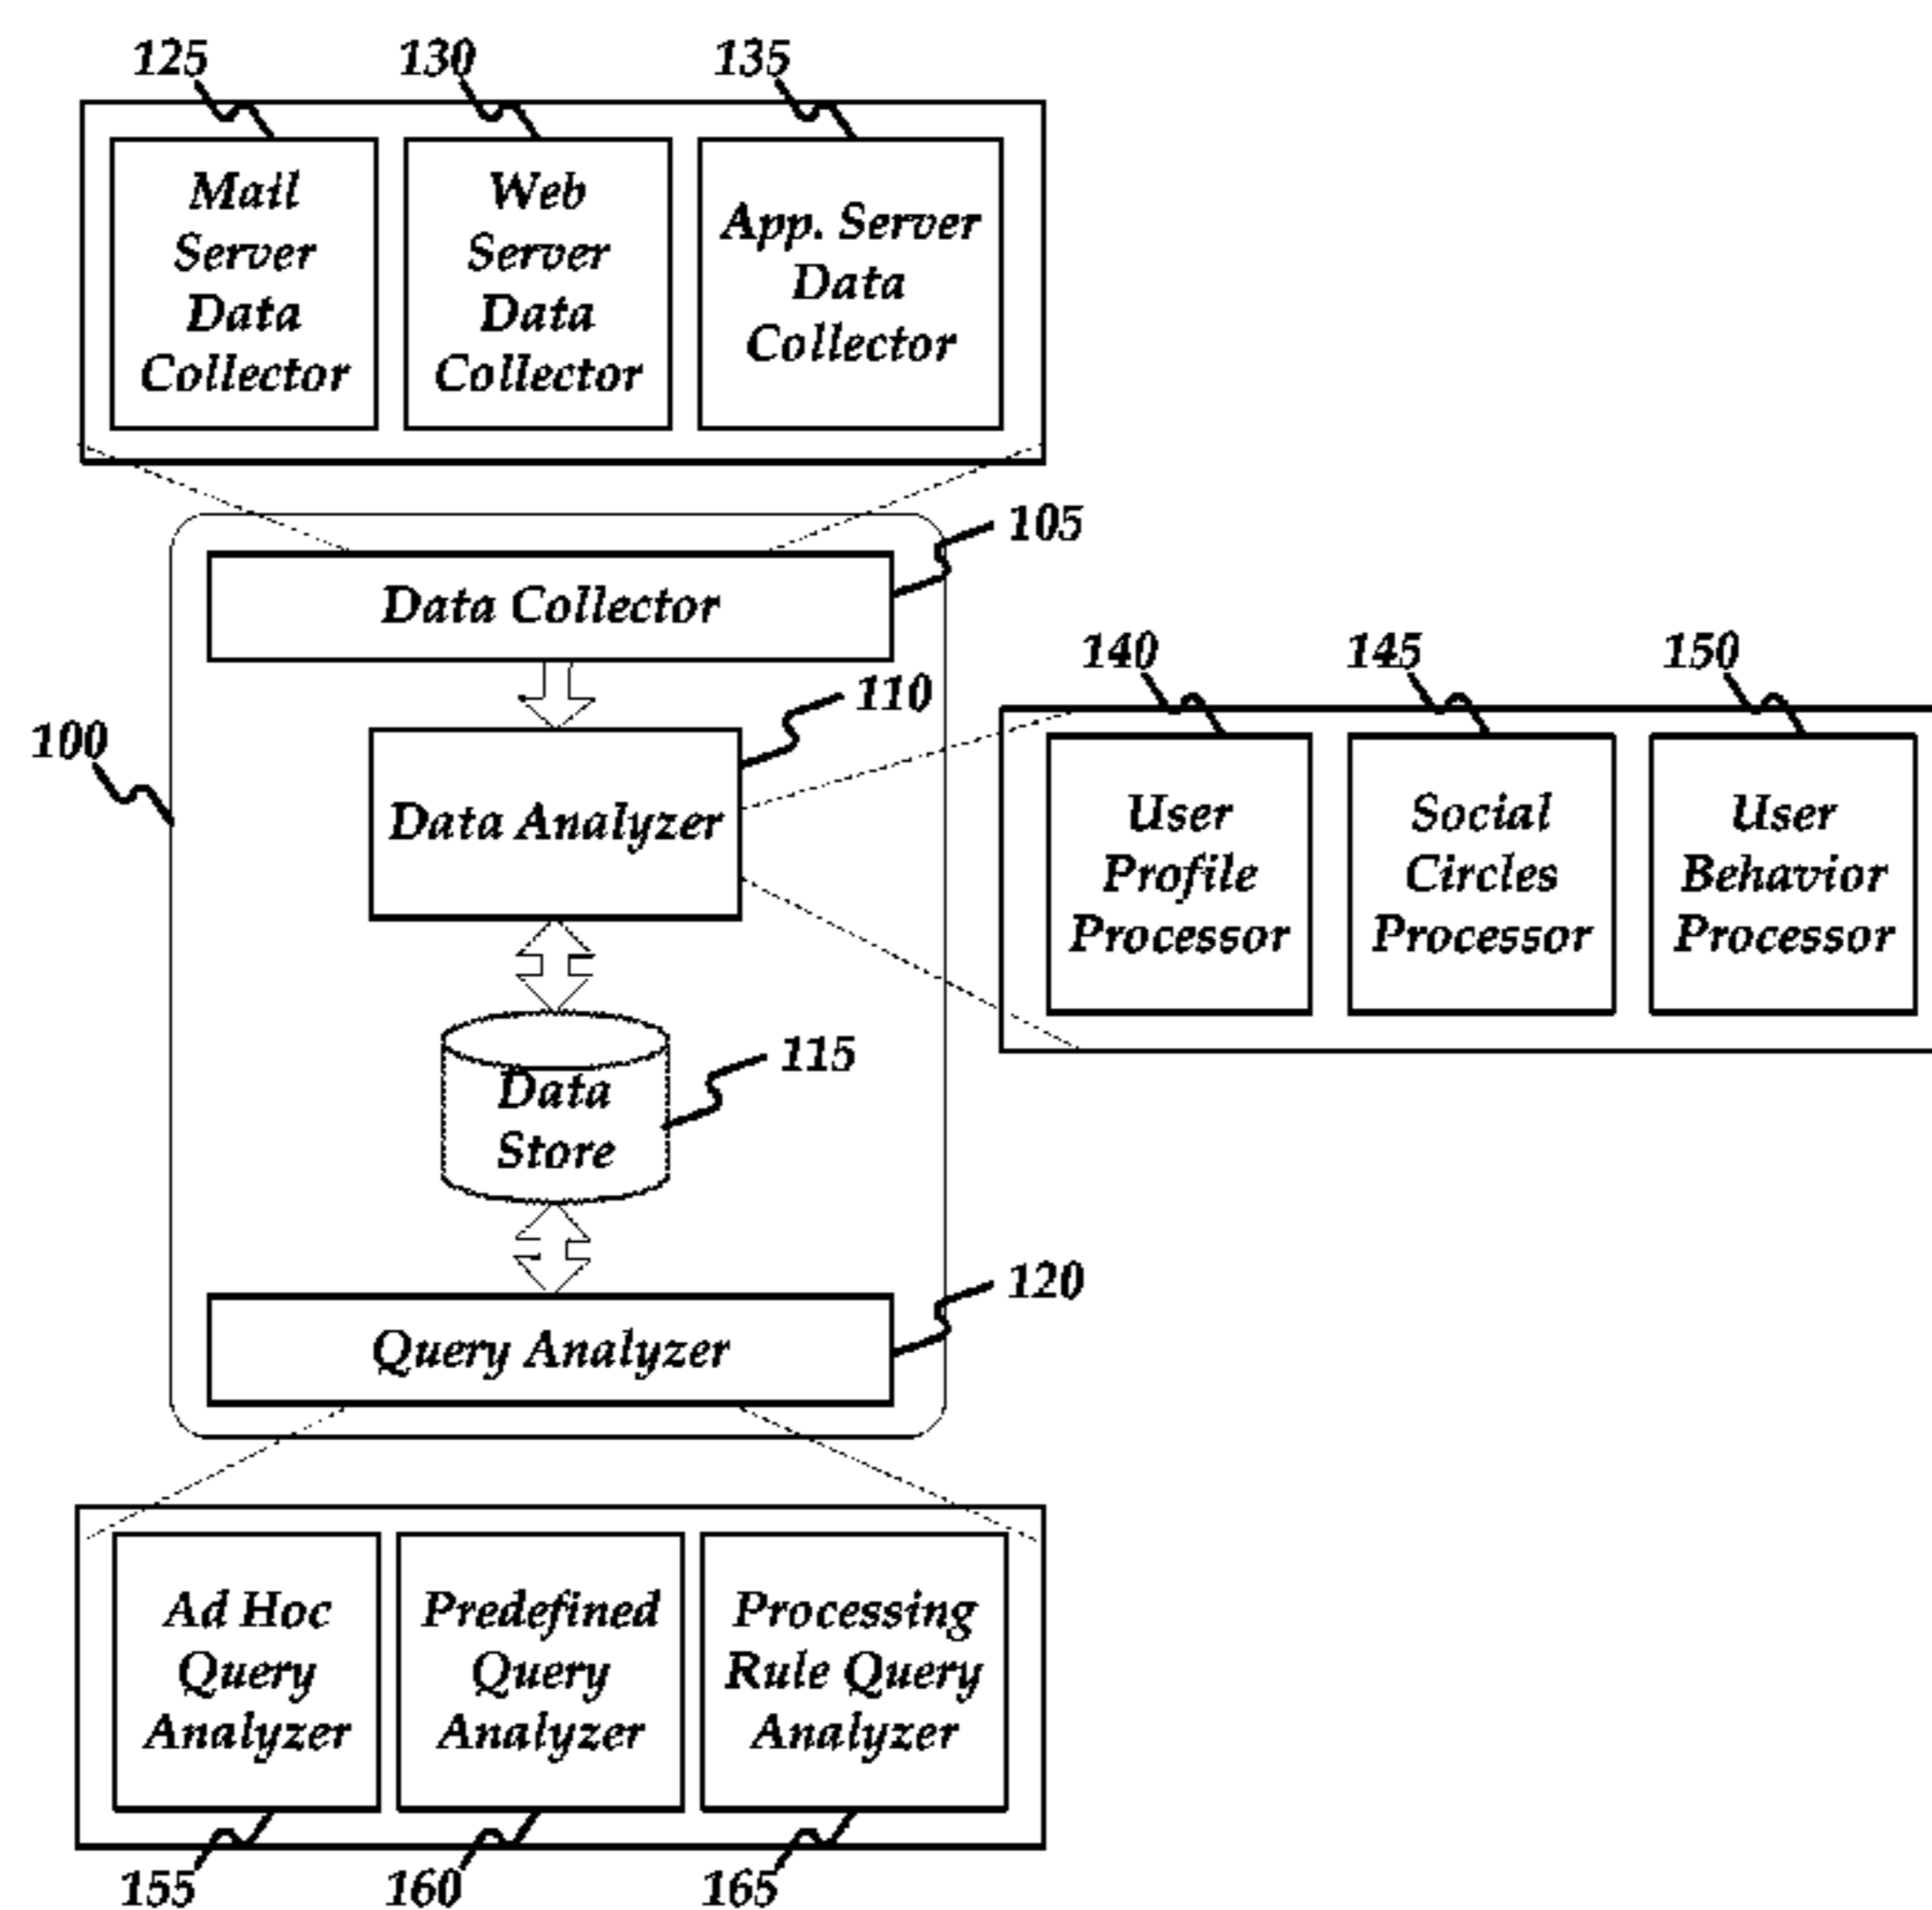 125
130
135
Mail
Server
Data
Collector
Web
Server
Data
Collector
App. Server
Data
Collector
105
Data Collector
110
100
Data Analyzer
140
145
150
User
Profile
Processor
Social
Circles
Processor
User
Behavior
Processor
115
Data
Store
120
Query Analyzer
Ad Hoc
Query
Analyzer
Predefined
Query
Analyzer
Processing
Rule Query
Analyzer
155
160
165